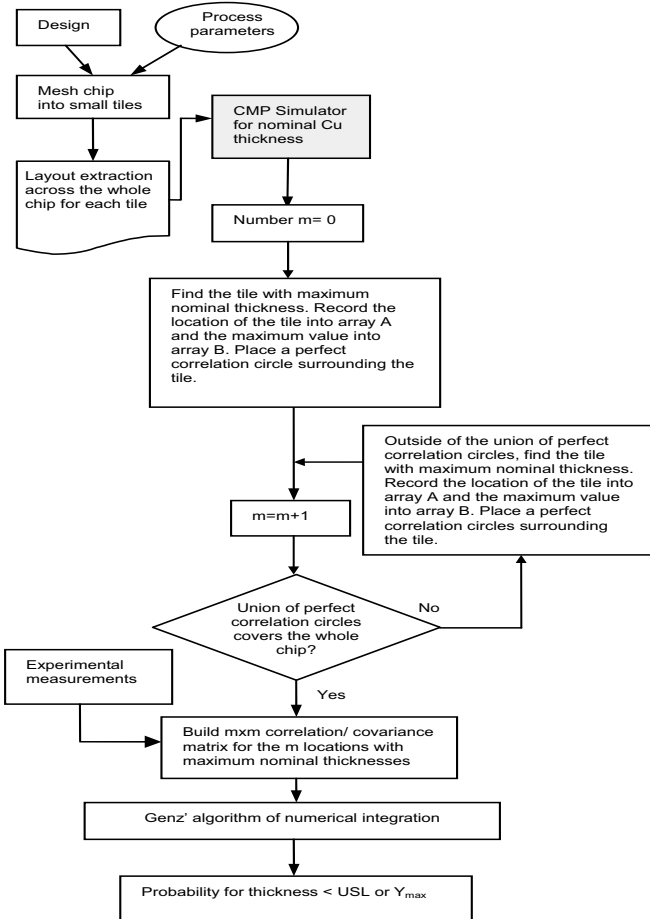 Design
Process
parameters
Mesh chip
into small tiles
CMP Simulator
for nominal Cu
thickness
Layout extraction
across the whole
chip for each tile
Number m= 0
Find the tile with maximum
nominal thickness. Record the
location of the tile into array A
and the maximum value into
array B. Place a perfect
correlation circle surrounding the
tile.
Outside of the union of perfect
correlation circles, find the tile
with maximum nominal thickness.
Record the location of the tile into
array A and the maximum value
into array B. Place a perfect
correlation circles surrounding
the tile.
m=m+1
Union of perfect
correlation circles
covers the whole
chip?
No
Yes
Experimental
measurements
Build mxm correlation/ covariance
matrix for the m locations with
maximum nominal thicknesses
Genz’ algorithm of numerical integration
Probability for thickness < USL or Ymax